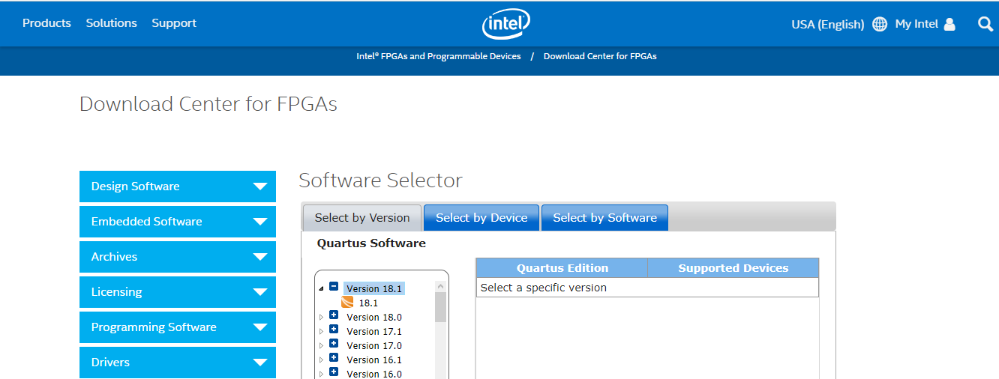 Products Solutions Support intel USA (English) My Intel
Intel® FPGAs and Programmable Devices / Download Center for FPGAs
Download Center for FPGAs
Design Software
Embedded Software
Archives
Licensing
Programming Software
Drivers
Software Selector
Select by Version Select by Device Select by Software
Quartus Software
Version 18.1
18.1
Version 18.0
Version 17.1
Version 17.0
Version 16.1
Version 16.0
Quartus Edition Supported Devices
Select a specific version